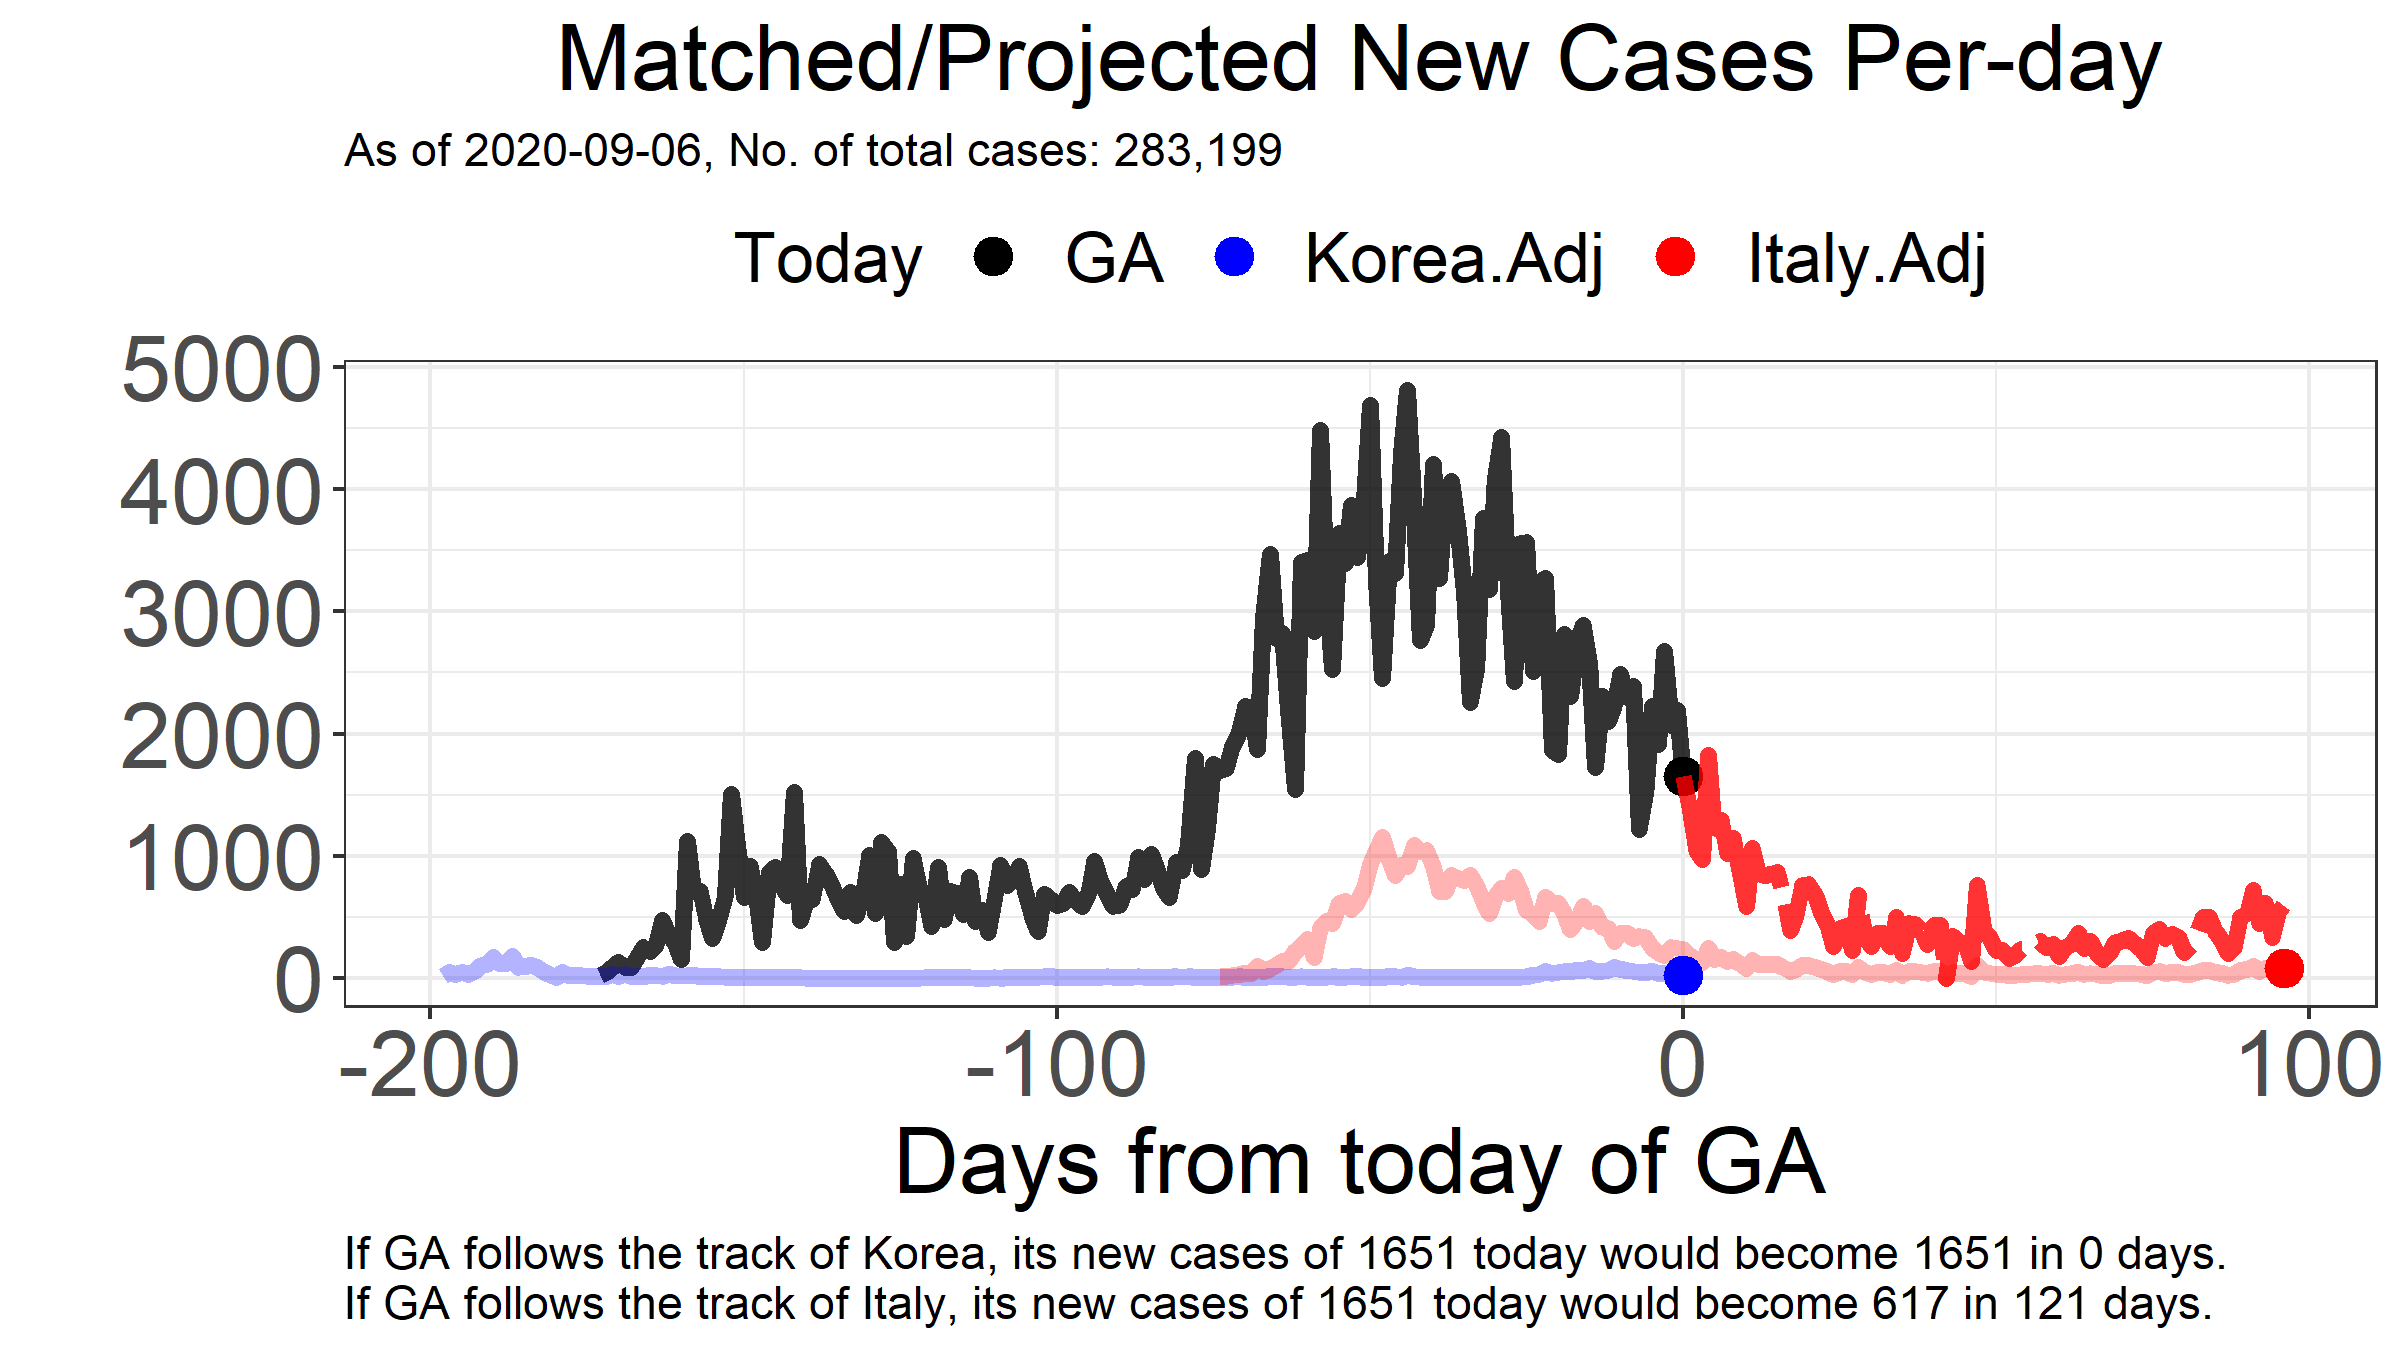 Matched/Projected New Cases Per-day
As of 2020-09-06, No. of total cases: 283,199
Today GA Korea.Adj Italy.Adj
5000
4000
3000
2000
1000
0
-200 -100 0 100
Days from today of GA
If GA follows the track of Korea, its new cases of 1651 today would become 1651 in 0 days.
If GA follows the track of Italy, its new cases of 1651 today would become 617 in 121 days.